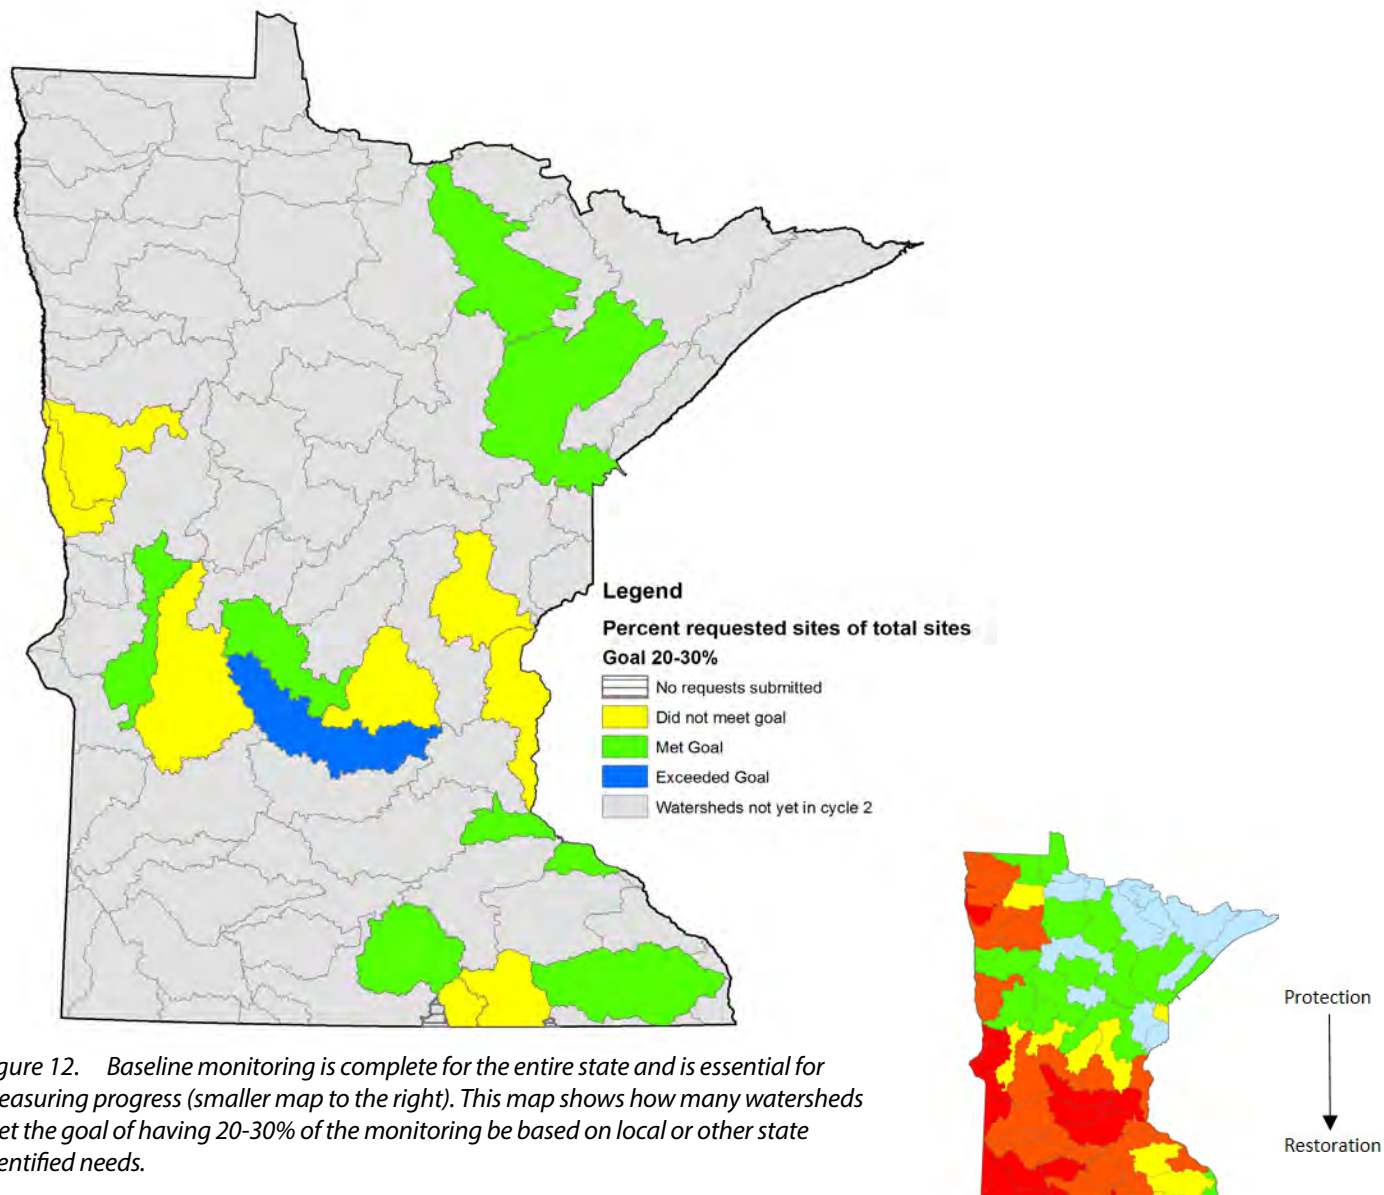 Legend
Percent requested sites of total sites
Goal 20-30%
No requests submitted
Did not meet goal
Met Goal
Exceeded Goal
Watersheds not yet in cycle 2
Protection
Restoration
gure 12. Baseline monitoring is complete for the entire state and is essential for
easuring progress (smaller map to the right). This map shows how many watersheds
et the goal of having 20-30% of the monitoring be based on local or other state
entified needs.